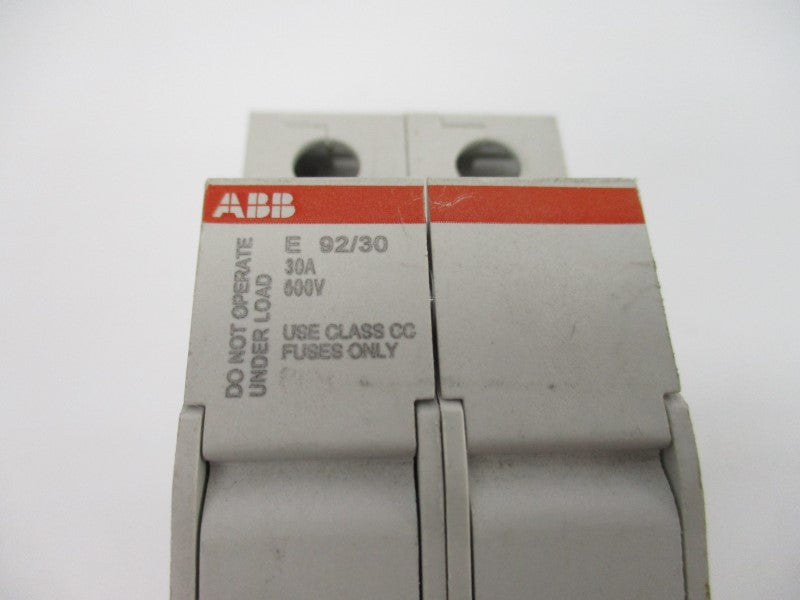 ABB
E 92/30
30A
600V
USE CLASS CC
FUSES ONLY
DO NOT OPERATE
UNDER LOAD